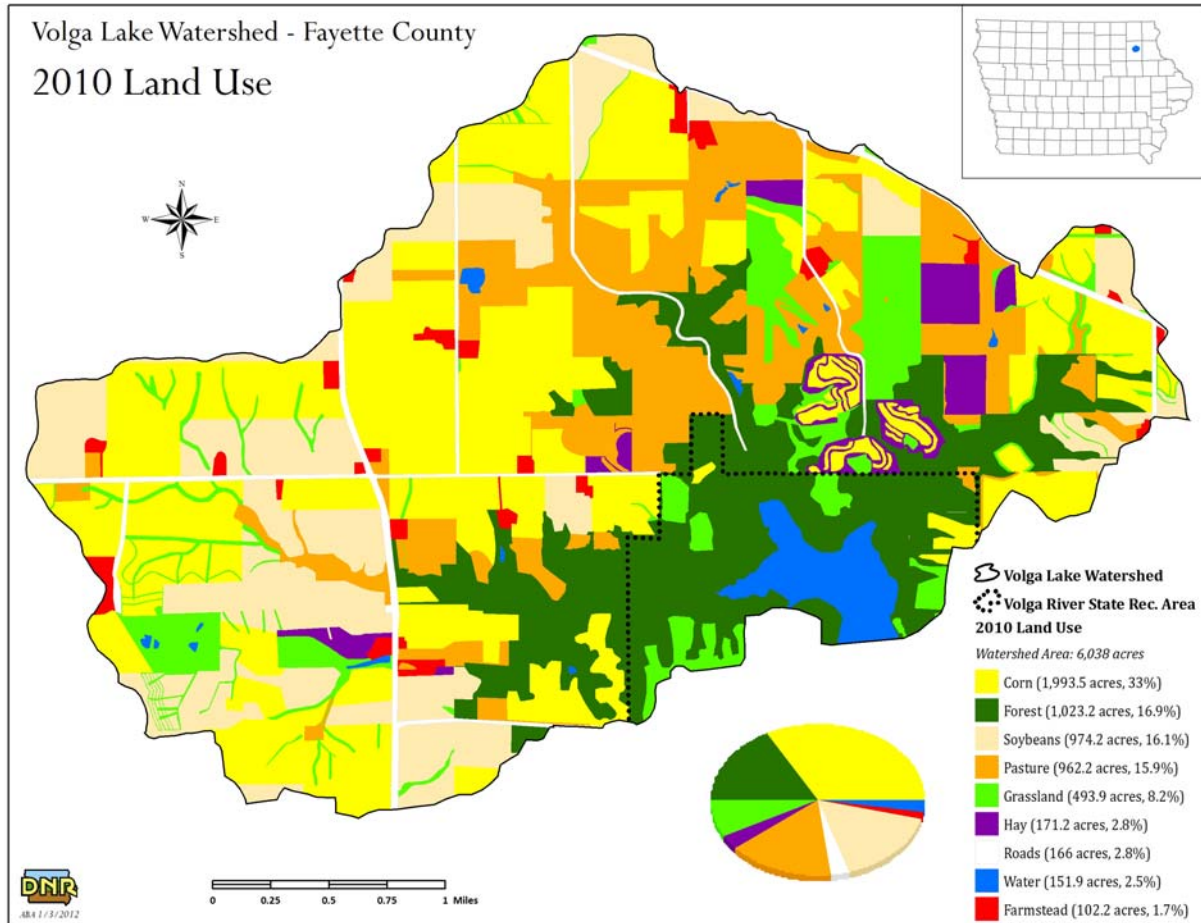 Volga Lake Watershed - Fayette County
2010 Land Use
N
W E
S
Volga Lake Watershed
Volga River State Rec. Area
2010 Land Use
Watershed Area: 6,038 acres
Corn (1,993.5 acres, 33%)
Forest (1,023.2 acres, 16.9%)
Soybeans (974.2 acres, 16.1%)
Pasture (962.2 acres, 15.9%)
Grassland (493.9 acres, 8.2%)
Hay (171.2 acres, 2.8%)
Roads (166 acres, 2.8%)
Water (151.9 acres, 2.5%)
Farmstead (102.2 acres, 1.7%)
DNR
ABA 1/3/2012
0 0.25 0.5 1 Miles